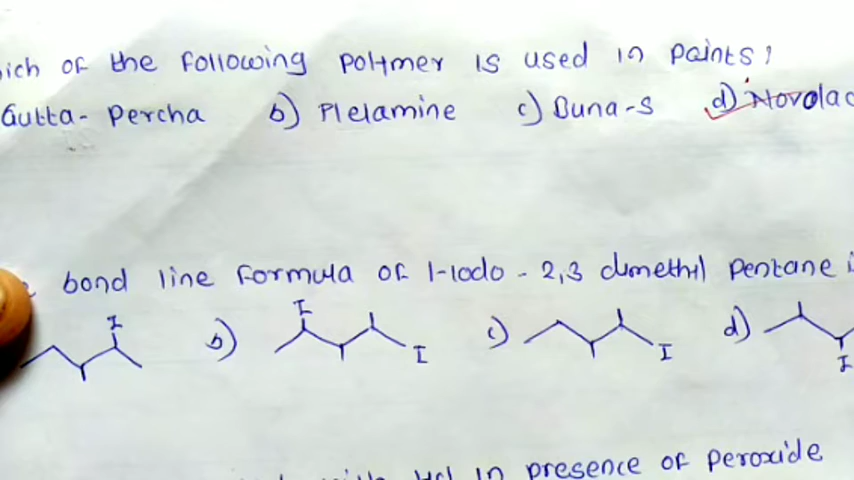 ich of the following polymer is used in paints?
Gutta- percha b) Melamine c) Buna-S d) Novolac
bond line formula of 1-Iodo - 2,3 dimethyl pentane i
I b) I I c) I d) I
Hcl in presence of peroxide